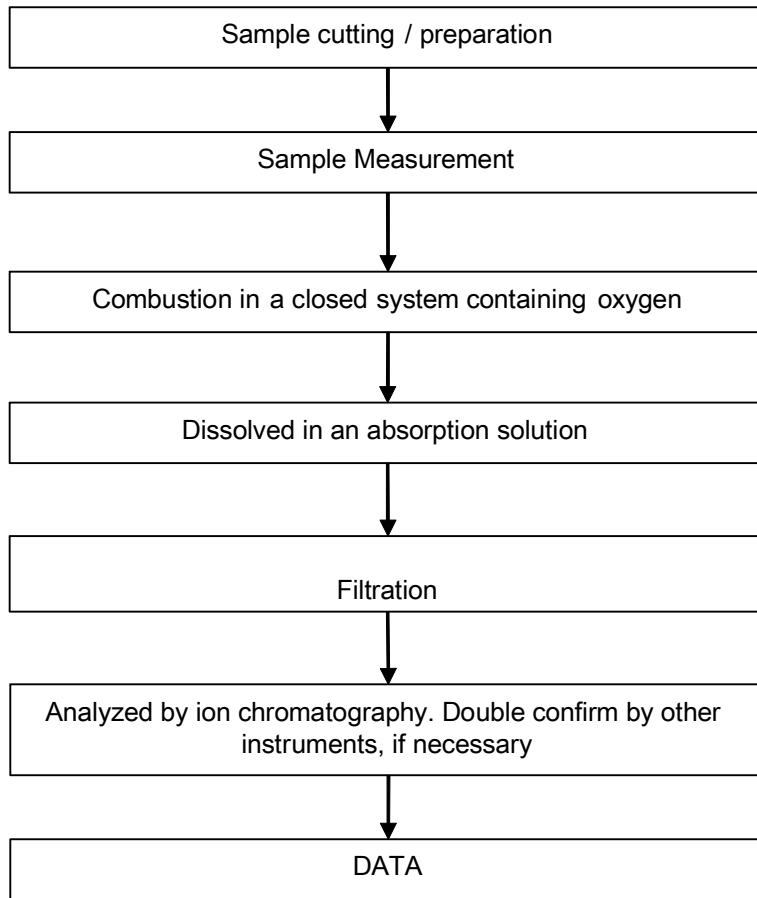 Sample cutting / preparation
Sample Measurement
Combustion in a closed system containing oxygen
Dissolved in an absorption solution
Filtration
Analyzed by ion chromatography. Double confirm by other
instruments, if necessary
DATA